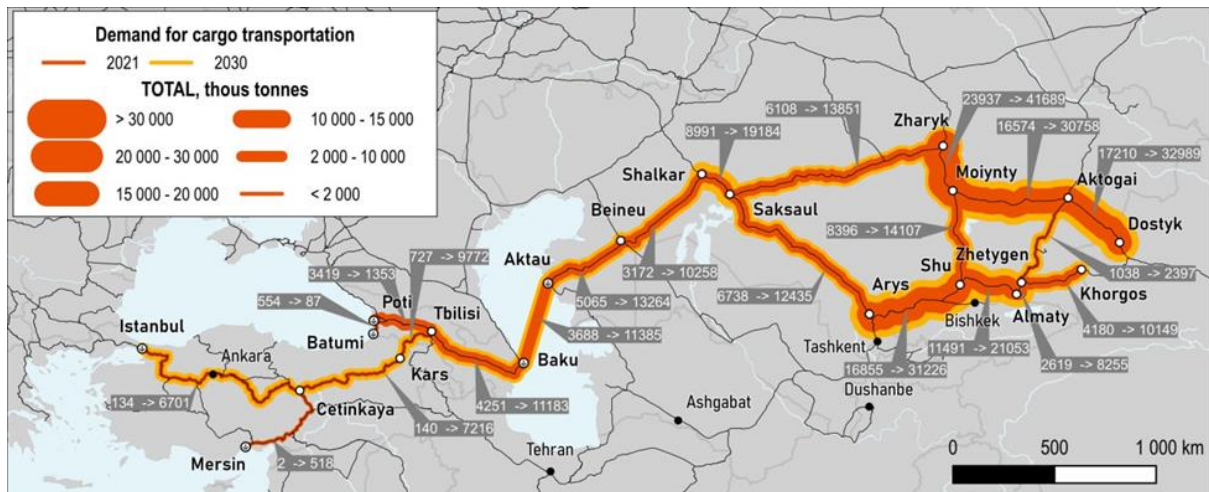 Demand for cargo transportation
2021 2030
TOTAL, thous tonnes
> 30 000 10 000 - 15 000
20 000 - 30 000 2 000 - 10 000
15 000 - 20 000 < 2 000
6108 -> 13851
23937 -> 41689
Zharyk
16574 -> 30758
8991 -> 19184
17210 -> 32989
Shalkar
Moiynty
Aktogai
Beineu
Saksaul
Dostyk
8396 -> 14107
Zhetygen
727 -> 9772
Aktau
3172 -> 10258
1038 -> 2397
3419 -> 1353
Shu
5065 -> 13264
6738 -> 12435
Arys
Khorgos
554 -> 87
Poti
Tbilisi
Bishkek
Almaty
4180 -> 10149
Istanbul
3688 -> 11385
Batumi
Tashkent
11491 -> 21053
Ankara
Baku
2619 -> 8255
Kars
16855 -> 31226
134 -> 6701
4251 -> 11183
Dushanbe
Cetinkaya
Ashgabat
140 -> 7216
Mersin
2 -> 518
Tehran
0 500 1 000 km